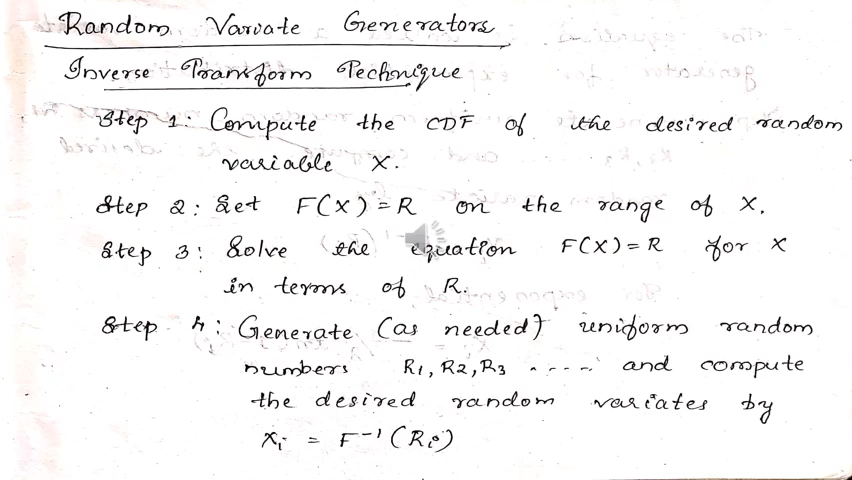 Random Variate Generators
Inverse Transform Technique
Step 1: Compute the CDF of the desired random
variable X.
Step 2: Set F(X) = R on the range of X.
Step 3: Solve the equation F(X) = R for X
in terms of R.
Step 4: Generate (as needed) uniform random
numbers R1, R2, R3 ..... and compute
the desired random variates by
Xi = F⁻¹(Ri)